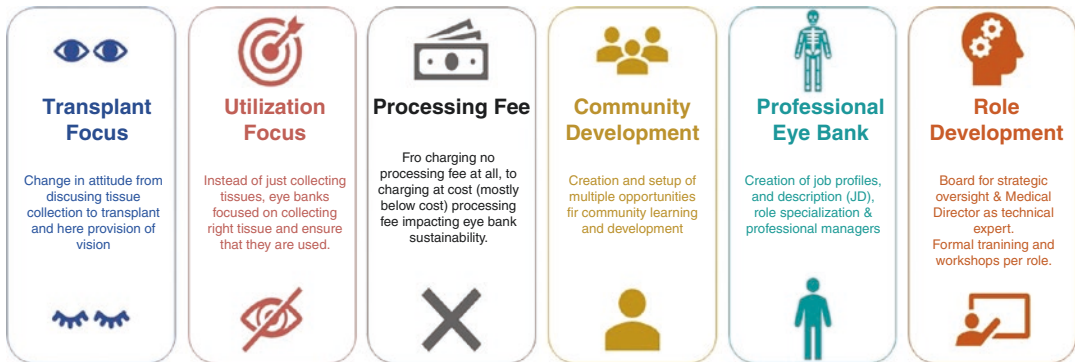 Transplant
Focus
Change in attitude from
discusing tissue
collection to transplant
and here provision of
vision
Utilization
Focus
Instead of just collecting
tissues, eye banks
focused on collecting
right tissue and ensure
that they are used.
Processing Fee
Fro charging no
processing fee at all, to
charging at cost (mostly
below cost) processing
fee impacting eye bank
sustainability.
Community
Development
Creation and setup of
multiple opportunities
fir community learning
and development
Professional
Eye Bank
Creation of job profiles,
and description (JD),
role specialization &
professional managers
Role
Development
Board for strategic
oversight & Medical
Director as technical
expert.
Formal tranining and
workshops per role.